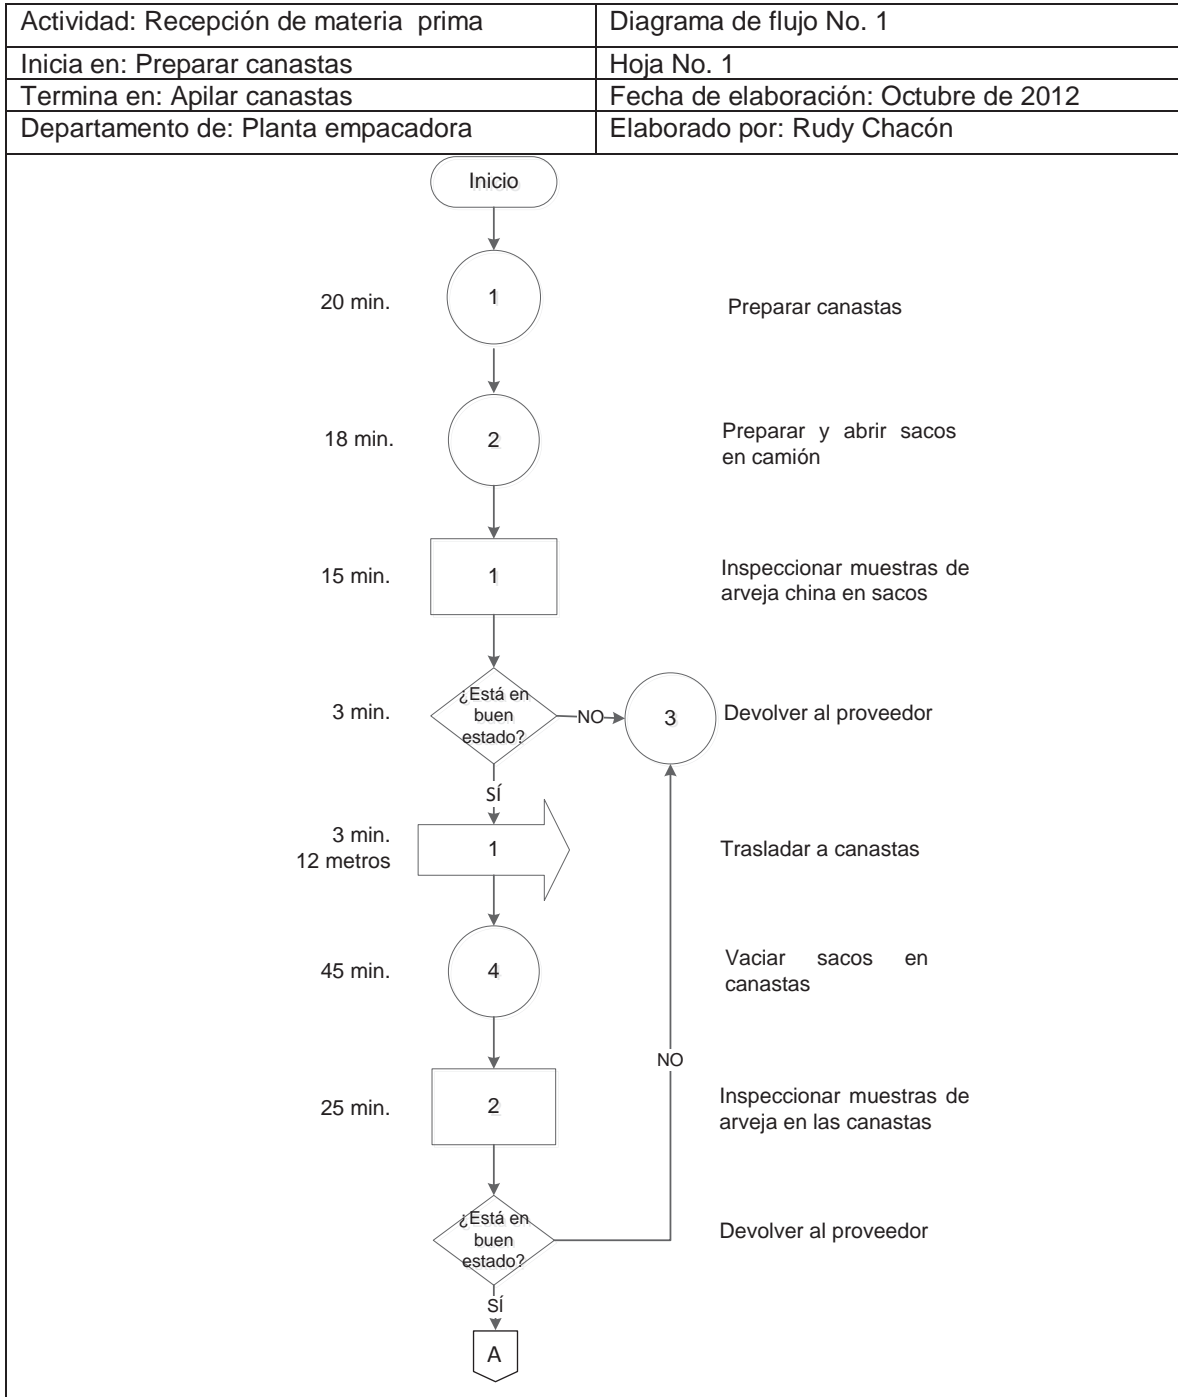 Actividad: Recepción de materia prima
Diagrama de flujo No. 1
Inicia en: Preparar canastas
Hoja No. 1
Termina en: Apilar canastas
Fecha de elaboración: Octubre de 2012
Departamento de: Planta empacadora
Elaborado por: Rudy Chacón
Inicio
20 min.
1
Preparar canastas
18 min.
2
Preparar y abrir sacos
en camión
15 min.
1
Inspeccionar muestras de
arveja china en sacos
3 min.
¿Está en
buen
estado?
NO
3
Devolver al proveedor
SÍ
3 min.
12 metros
1
Trasladar a canastas
45 min.
4
Vaciar sacos en
canastas
NO
25 min.
2
Inspeccionar muestras de
arveja en las canastas
¿Está en
buen
estado?
Devolver al proveedor
SÍ
A